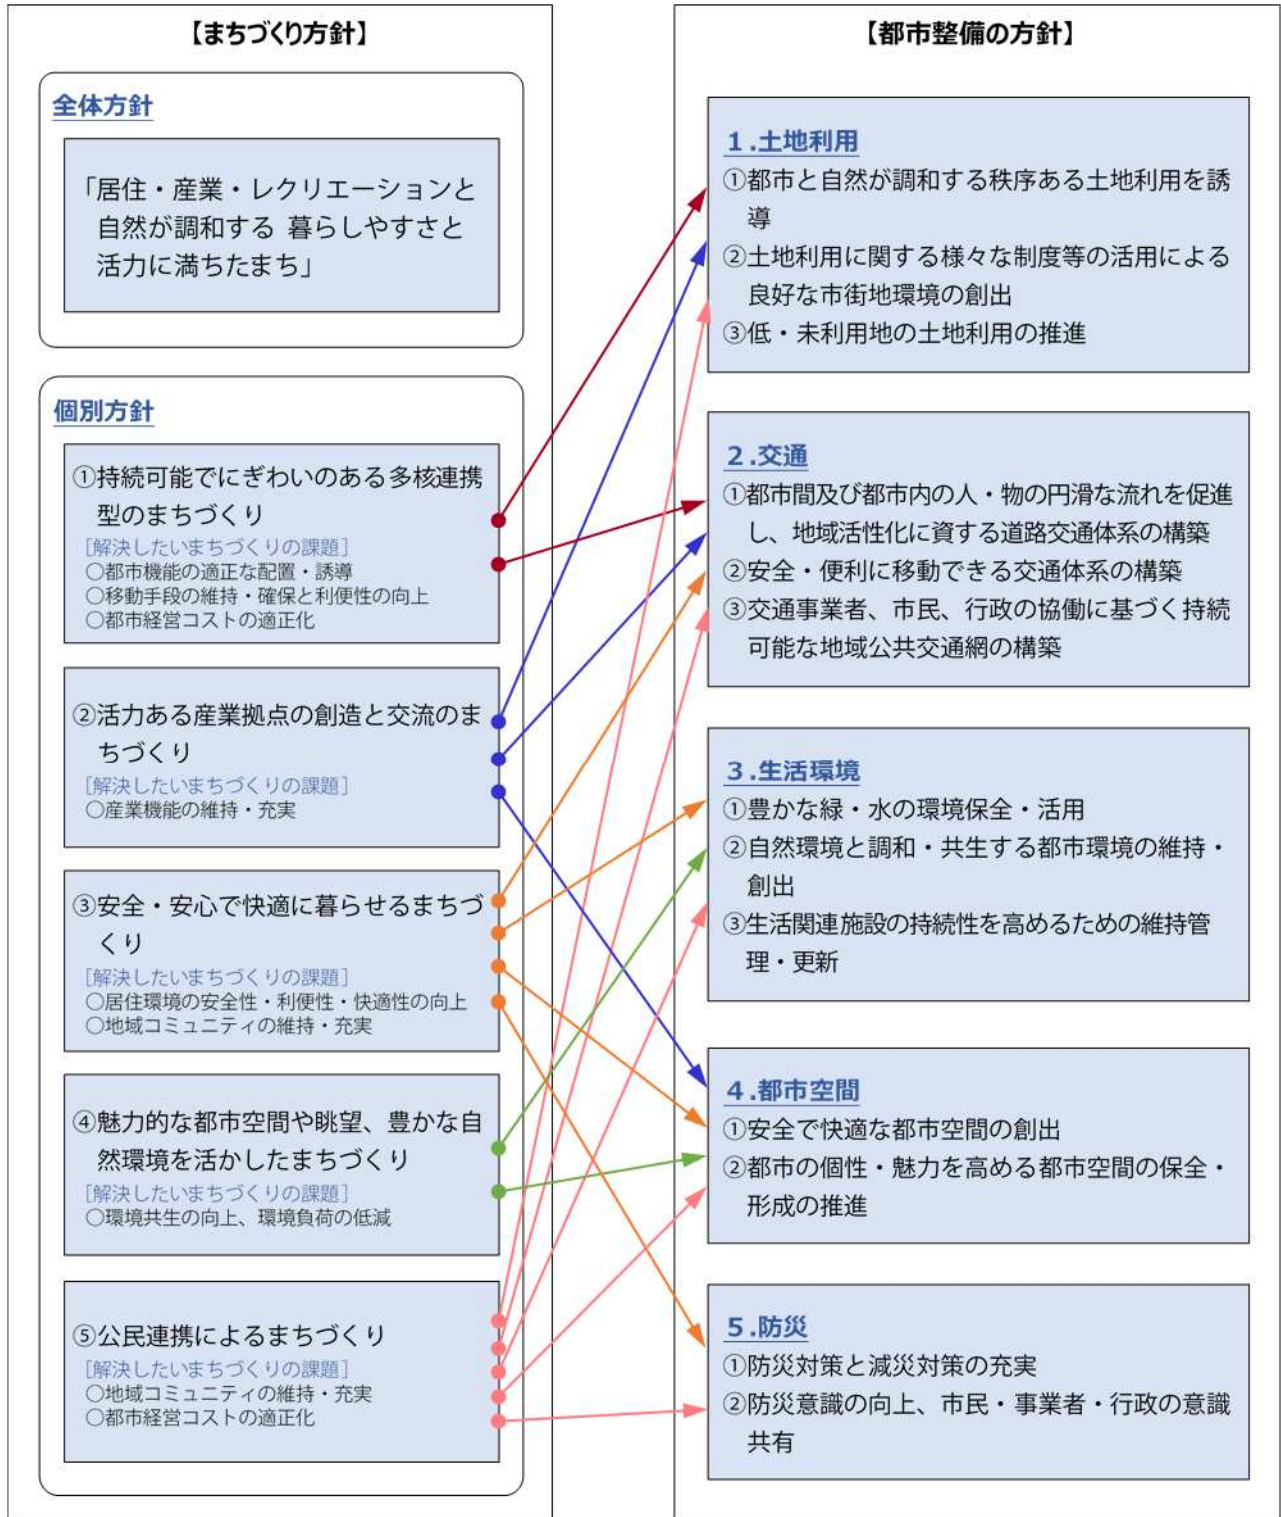 【まちづくり方針】
全体方針
「居住・産業・レクリエーションと
自然が調和する 暮らしやすさと
活力に満ちたまち」
個別方針
①持続可能でにぎわいのある多核連携
型のまちづくり
[解決したいまちづくりの課題]
○都市機能の適正な配置・誘導
○移動手段の維持・確保と利便性の向上
○都市経営コストの適正化
②活力ある産業拠点の創造と交流のま
ちづくり
[解決したいまちづくりの課題]
○産業機能の維持・充実
③安全・安心で快適に暮らせるまちづ
くり
[解決したいまちづくりの課題]
○居住環境の安全性・利便性・快適性の向上
○地域コミュニティの維持・充実
④魅力的な都市空間や眺望、豊かな自
然環境を活かしたまちづくり
[解決したいまちづくりの課題]
○環境共生の向上、環境負荷の低減
⑤公民連携によるまちづくり
[解決したいまちづくりの課題]
○地域コミュニティの維持・充実
○都市経営コストの適正化
【都市整備の方針】
１.土地利用
①都市と自然が調和する秩序ある土地利用を誘
導
②土地利用に関する様々な制度等の活用による
良好な市街地環境の創出
③低・未利用地の土地利用の推進
２.交通
①都市間及び都市内の人・物の円滑な流れを促進
し、地域活性化に資する道路交通体系の構築
②安全・便利に移動できる交通体系の構築
③交通事業者、市民、行政の協働に基づく持続
可能な地域公共交通網の構築
３.生活環境
①豊かな緑・水の環境保全・活用
②自然環境と調和・共生する都市環境の維持・
創出
③生活関連施設の持続性を高めるための維持管
理・更新
４.都市空間
①安全で快適な都市空間の創出
②都市の個性・魅力を高める都市空間の保全・
形成の推進
５.防災
①防災対策と減災対策の充実
②防災意識の向上、市民・事業者・行政の意識
共有